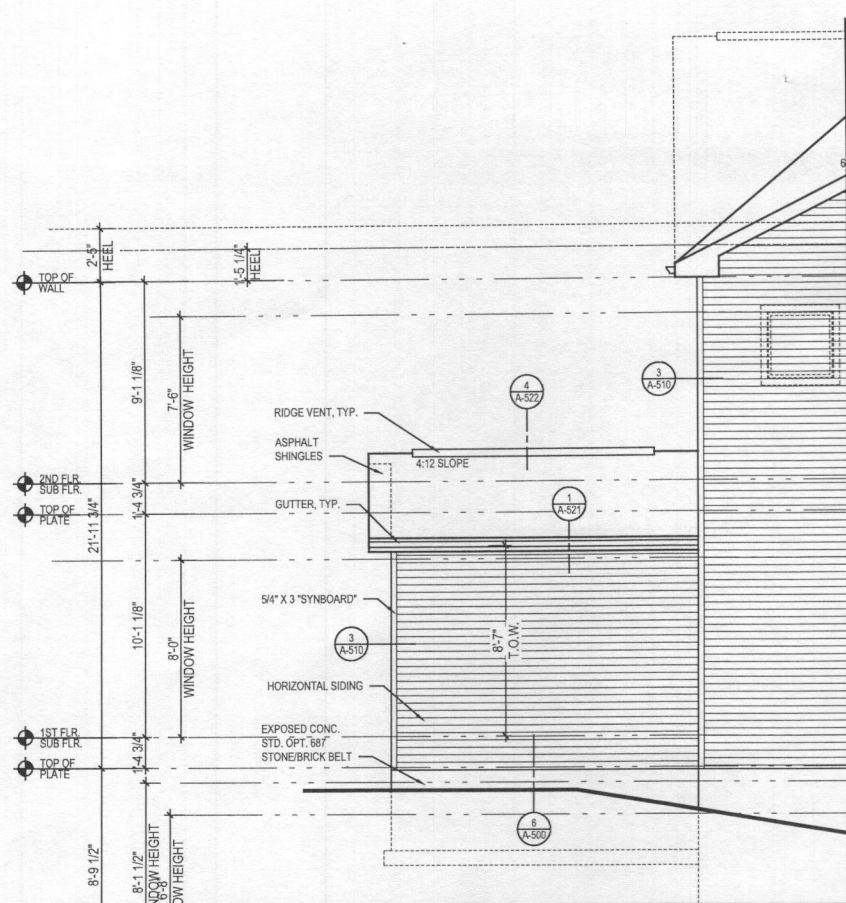 6
2'-5"
HEEL
1'-5 1/4"
HEEL
TOP OF
WALL
9'-1 1/8"
7'-6"
WINDOW HEIGHT
4
A-522
3
A-510
RIDGE VENT, TYP.
ASPHALT
SHINGLES
4:12 SLOPE
2ND FLR.
SUB FLR.
1'-4 3/4"
TOP OF
PLATE
GUTTER, TYP.
1
A-521
21'-11 3/4"
10'-1 1/8"
8'-0"
WINDOW HEIGHT
5/4" X 3 "SYNBOARD"
3
A-510
8'-7"
T.O.W.
HORIZONTAL SIDING
1ST FLR.
SUB FLR.
1'-4 3/4"
TOP OF
PLATE
EXPOSED CONC.
STD. OPT. 687
STONE/BRICK BELT
6
A-500
8'-9 1/2"
8'-1 1/2"
NDOW HEIGHT
6'-8"
OW HEIGHT